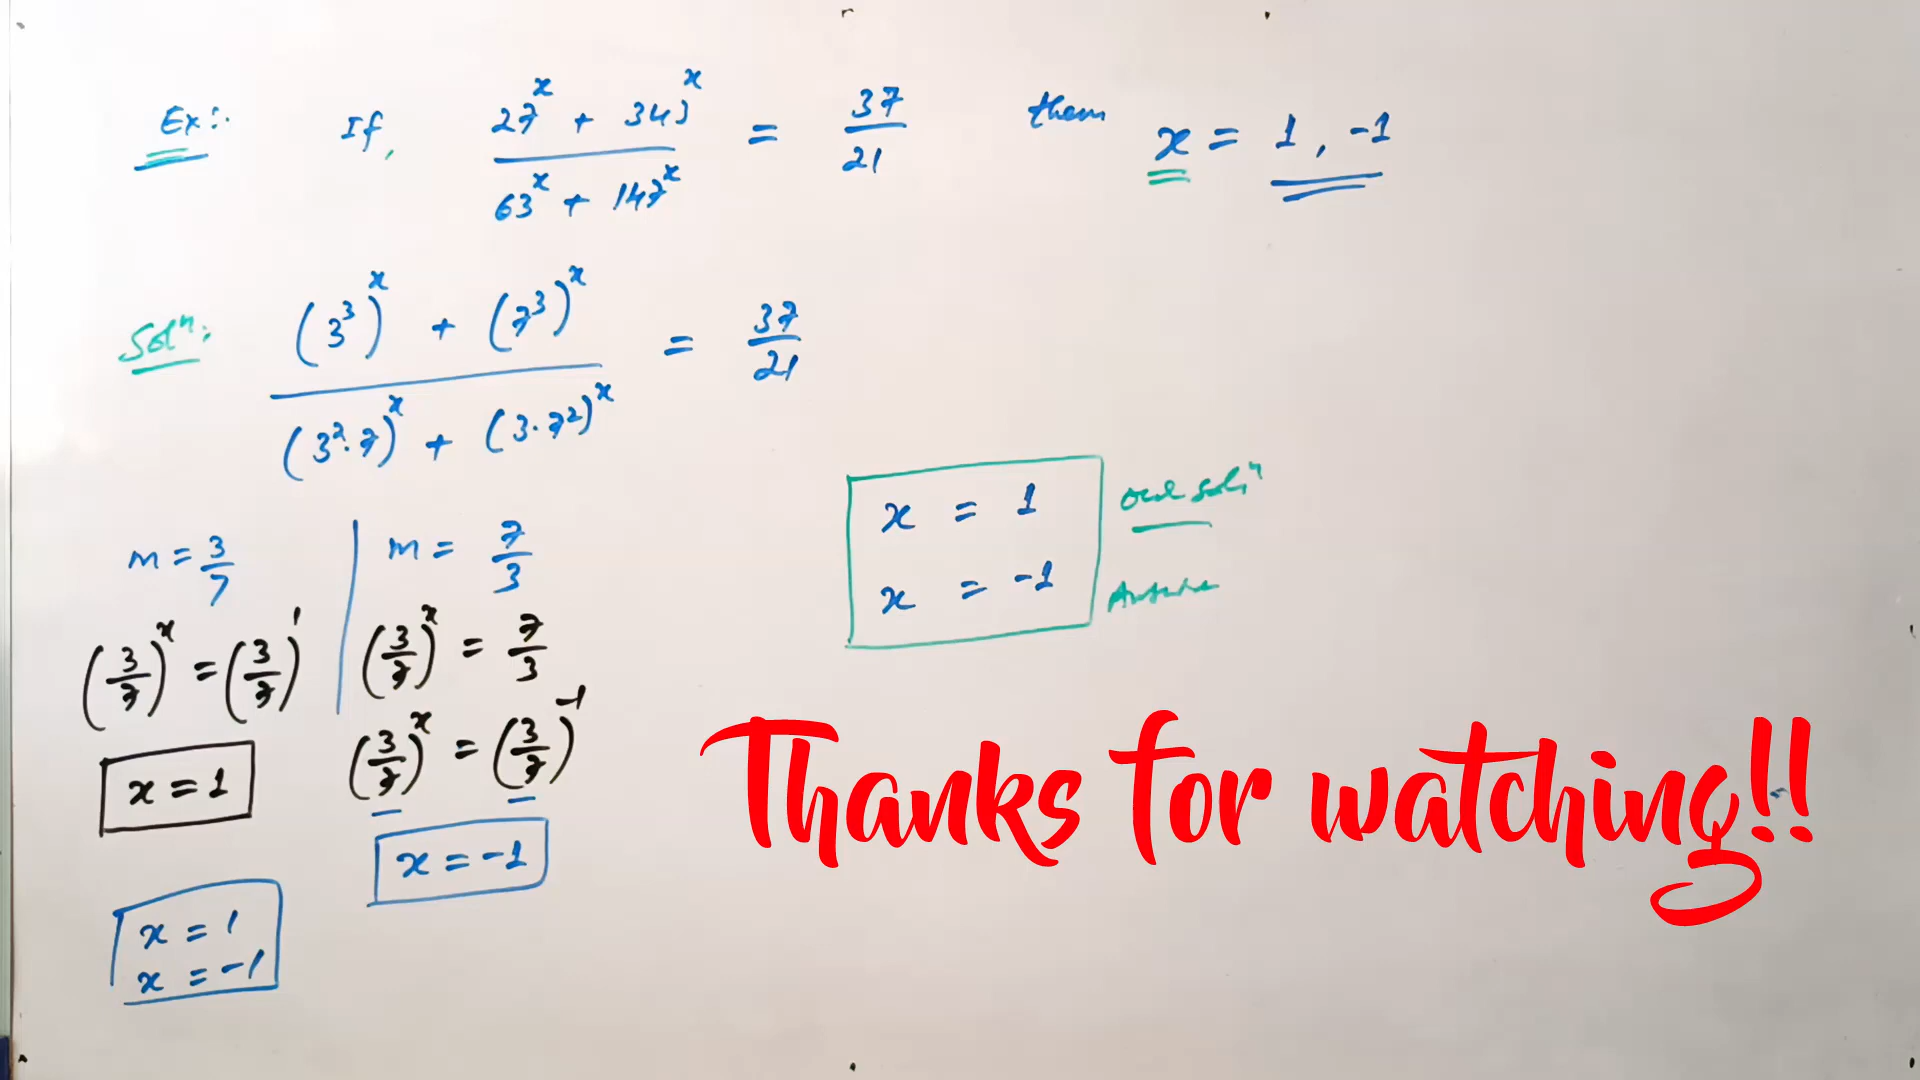 Ex:. If, (27^x + 343^x) / (63^x + 147^x) = 37/21 then x = 1, -1
Solⁿ: ((3^3)^x + (7^3)^x) / ((3^2·7)^x + (3·7^2)^x) = 37/21
m = 3/7
(3/7)^x = (3/7)^1
x = 1
m = 7/3
(3/7)^x = 7/3
(3/7)^x = (3/7)^-1
x = -1
x = 1
x = -1
x = 1
x = -1
Thanks for watching!!